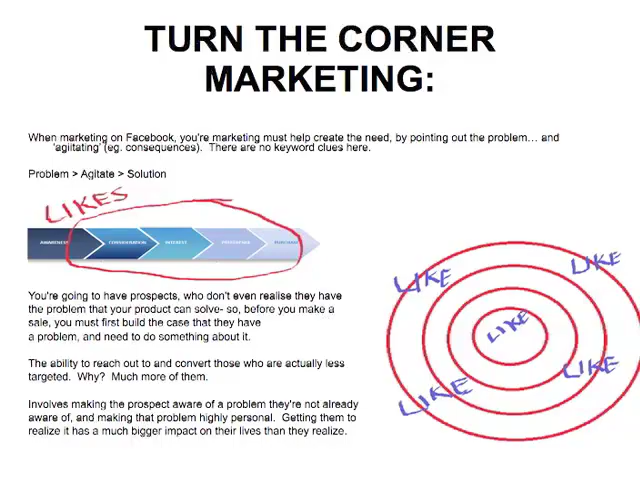 TURN THE CORNER
MARKETING:
When marketing on Facebook, you're marketing must help create the need, by pointing out the problem... and
'agiitating' (eg. consequences). There are no keyword clues here.
Problem > Agitate > Solution
LIKES
AWARENESS CONSIDERATION INTEREST PURCHASE
You're going to have prospects, who don't even realise they have
the problem that your product can solve- so, before you make a
sale, you must first build the case that they have
a problem, and need to do something about it.
The ability to reach out to and convert those who are actually less
targeted. Why? Much more of them.
Involves making the prospect aware of a problem they're not already
aware of, and making that problem highly personal. Getting them to
realize it has a much bigger impact on their lives than they realize.
LIKE
LIKE
LIKE
LIKE
LIKE